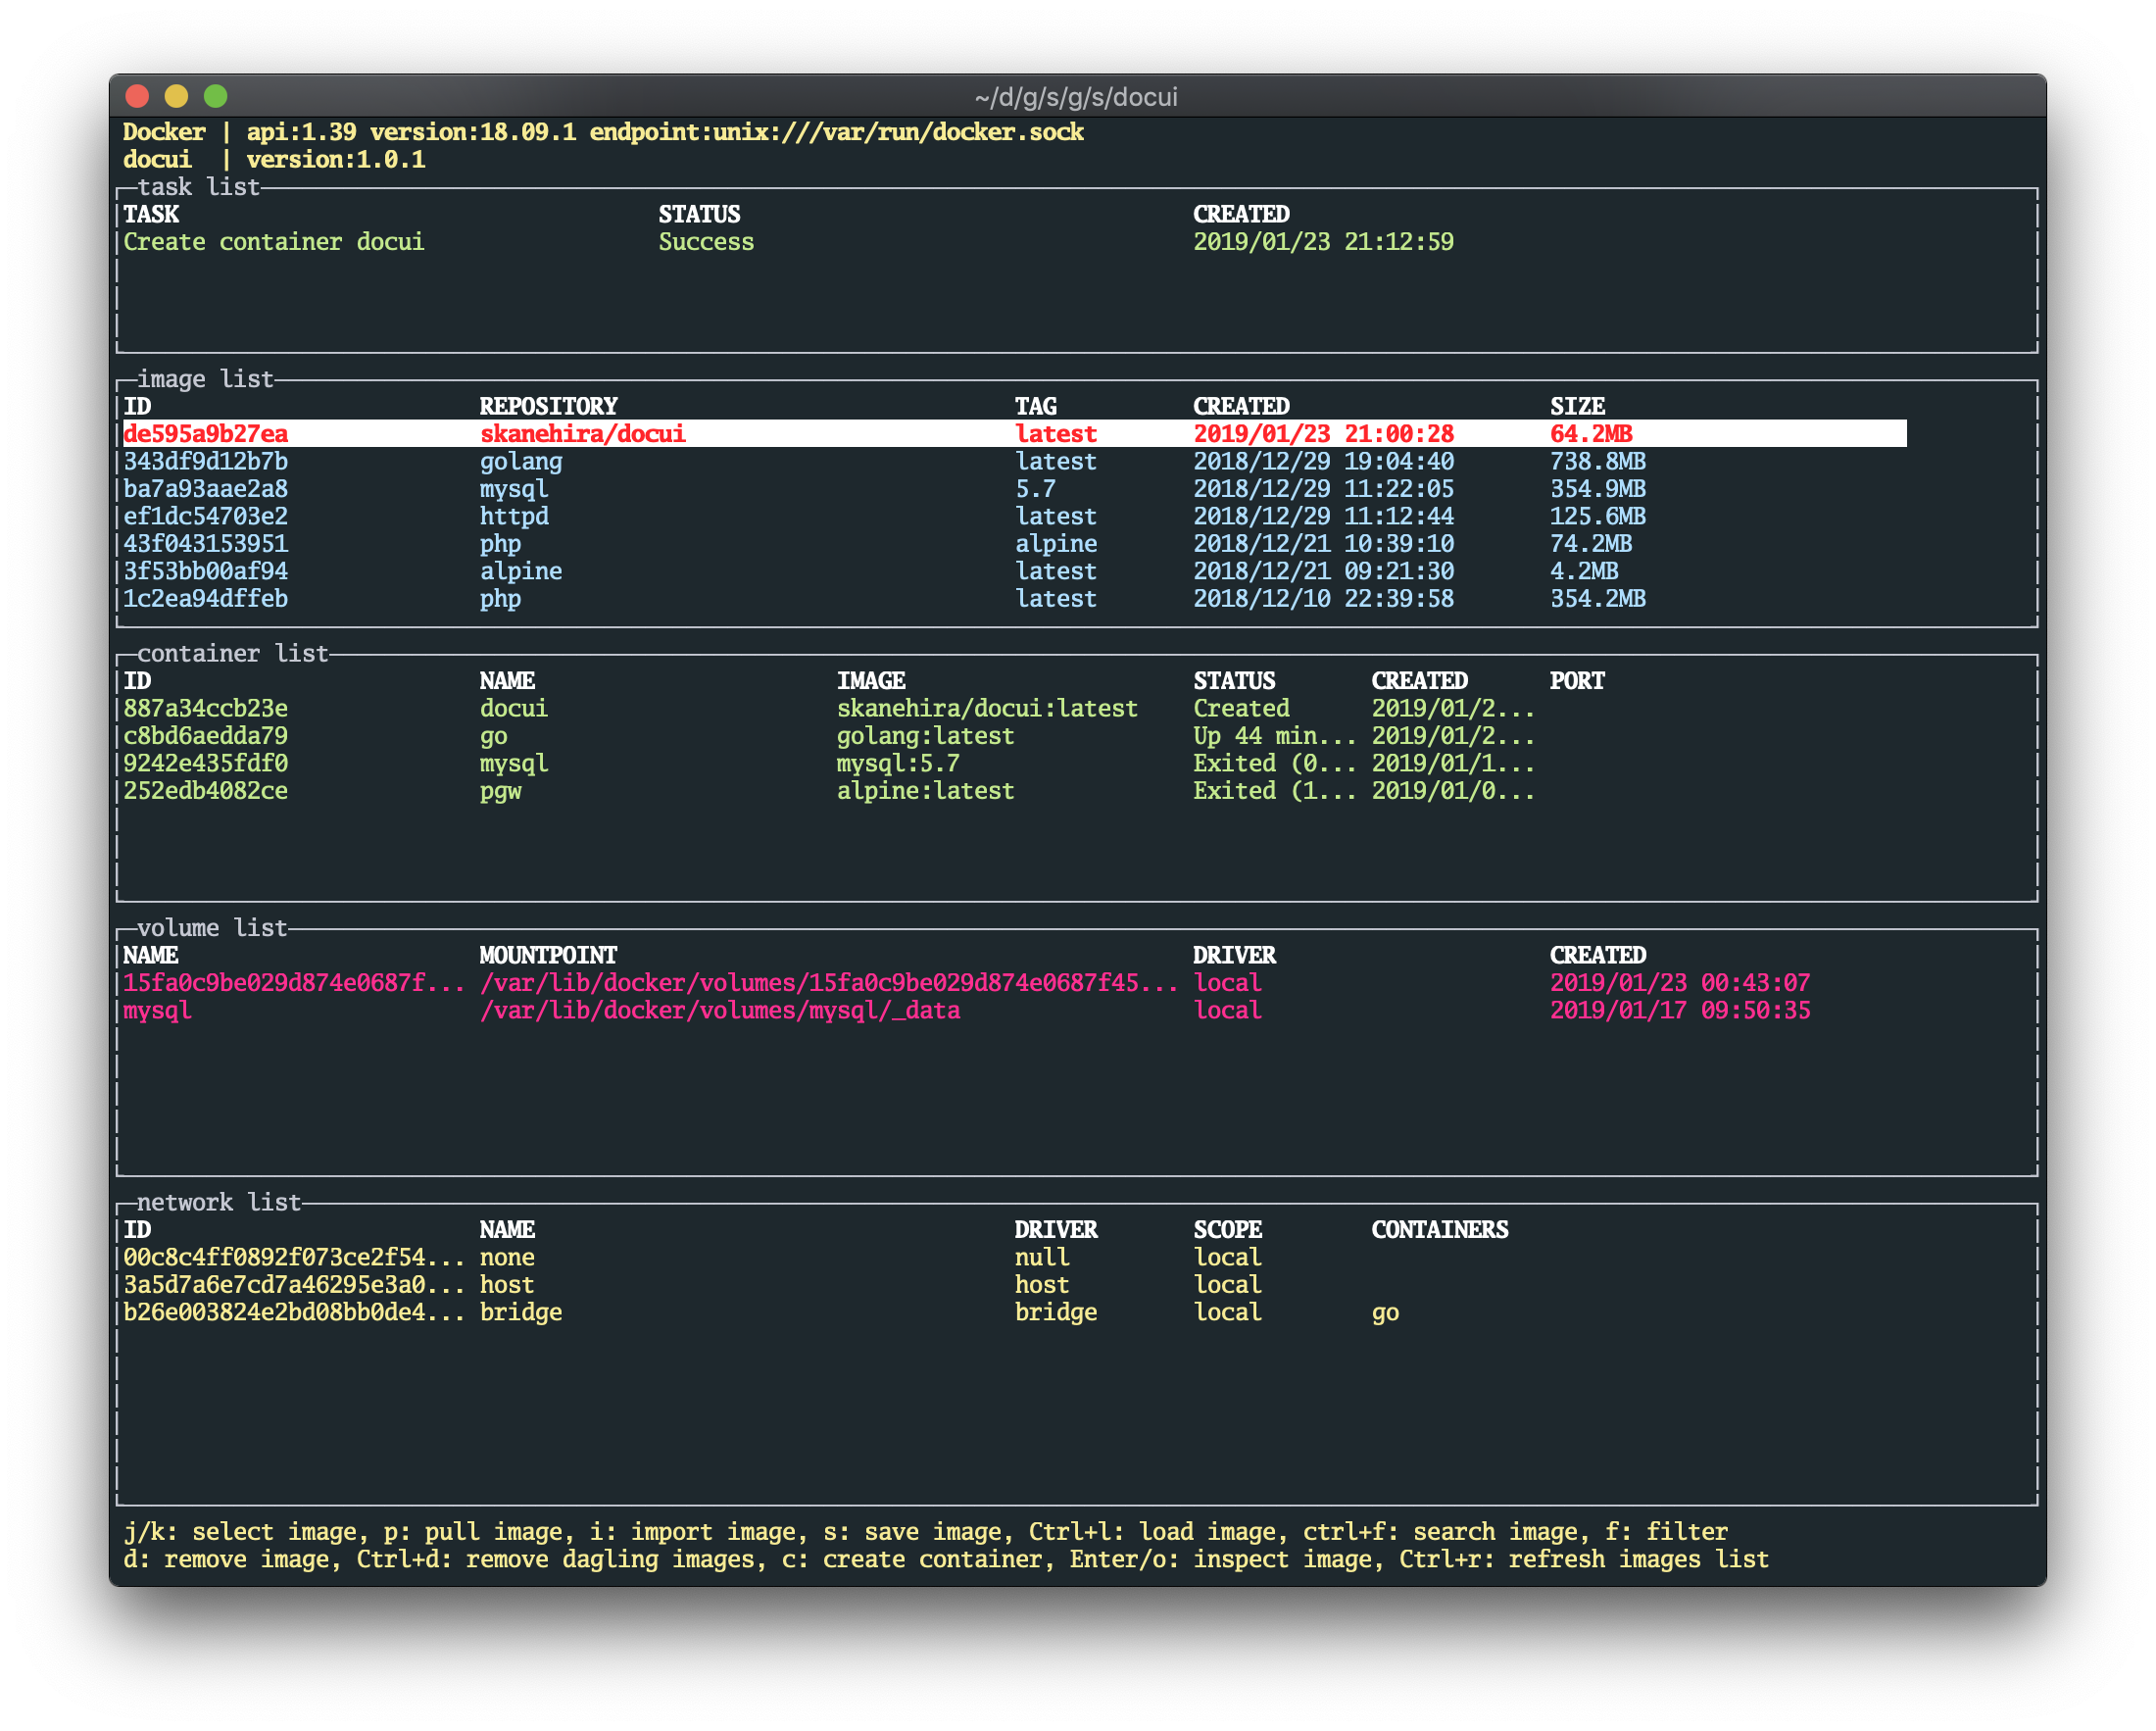 ~/d/g/s/g/s/docui
Docker | api:1.39 version:18.09.1 endpoint:unix:///var/run/docker.sock
docui | version:1.0.1
task list
TASK STATUS CREATED
Create container docui Success 2019/01/23 21:12:59
image list
ID REPOSITORY TAG CREATED SIZE
de595a9b27ea skanehira/docui latest 2019/01/23 21:00:28 64.2MB
343df9d12b7b golang latest 2018/12/29 19:04:40 738.8MB
ba7a93aae2a8 mysql 5.7 2018/12/29 11:22:05 354.9MB
ef1dc54703e2 httpd latest 2018/12/29 11:12:44 125.6MB
43f043153951 php alpine 2018/12/21 10:39:10 74.2MB
3f53bb00af94 alpine latest 2018/12/21 09:21:30 4.2MB
1c2ea94dffeb php latest 2018/12/10 22:39:58 354.2MB
container list
ID NAME IMAGE STATUS CREATED PORT
887a34ccb23e docui skanehira/docui:latest Created 2019/01/2...
c8bd6aedda79 go golang:latest Up 44 min... 2019/01/2...
9242e435fdf0 mysql mysql:5.7 Exited (0... 2019/01/1...
252edb4082ce pgw alpine:latest Exited (1... 2019/01/0...
volume list
NAME MOUNTPOINT DRIVER CREATED
15fa0c9be029d874e0687f... /var/lib/docker/volumes/15fa0c9be029d874e0687f45... local 2019/01/23 00:43:07
mysql /var/lib/docker/volumes/mysql/_data local 2019/01/17 09:50:35
network list
ID NAME DRIVER SCOPE CONTAINERS
00c8c4ff0892f073ce2f54... none null local
3a5d7a6e7cd7a46295e3a0... host host local
b26e003824e2bd08bb0de4... bridge bridge local go
j/k: select image, p: pull image, i: import image, s: save image, Ctrl+l: load image, ctrl+f: search image, f: filter
d: remove image, Ctrl+d: remove dagling images, c: create container, Enter/o: inspect image, Ctrl+r: refresh images list